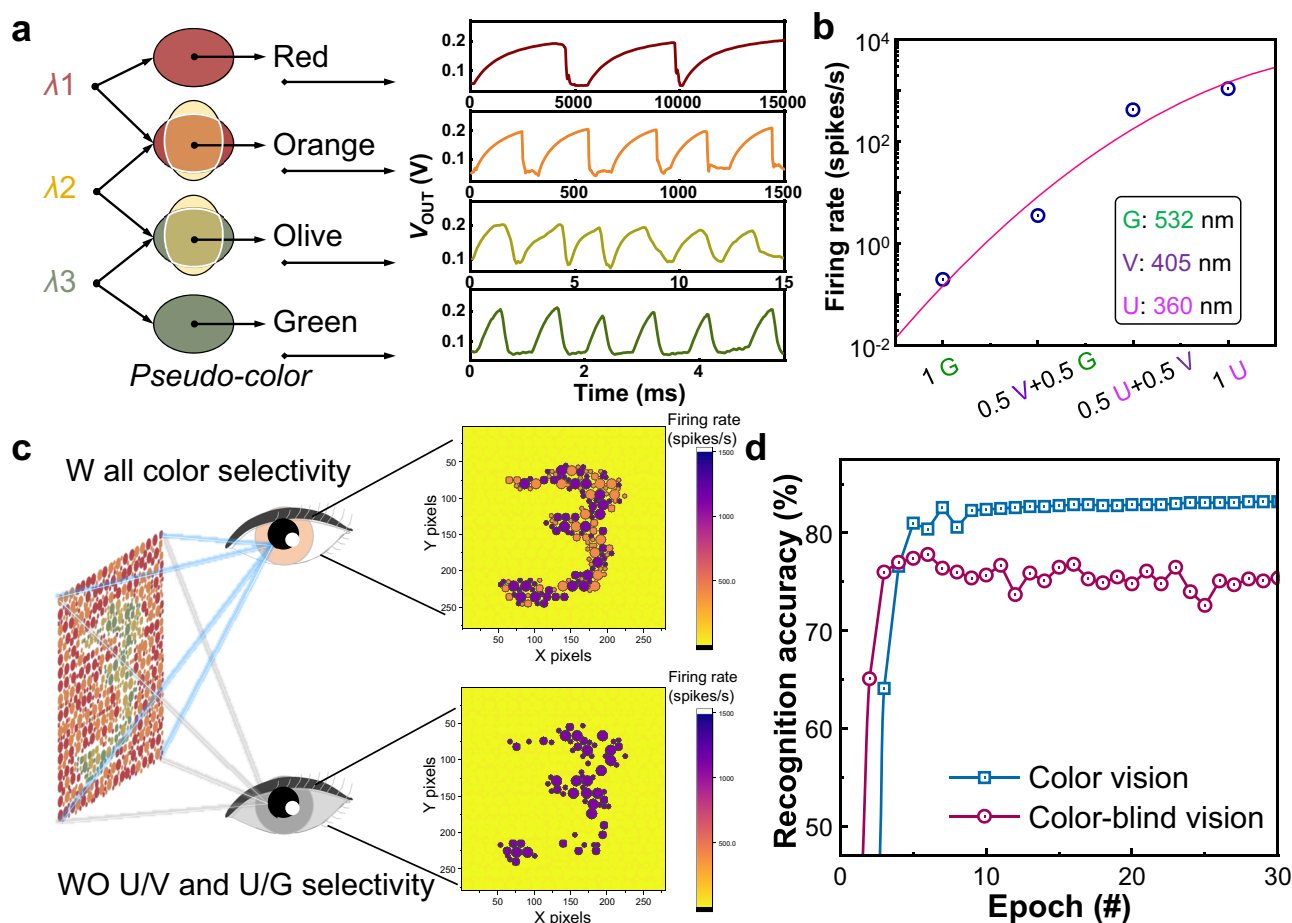 a
λ1
λ2
λ3
Red
Orange
Olive
Green
Pseudo-color
V_OUT (V)
0.2
0.1
0 5000 10000 15000
0.2
0.1
0 500 1000 1500
0.2
0.1
0 5 10 15
0.2
0.1
0 2 4
Time (ms)
b
Firing rate (spikes/s)
10^4
10^2
10^0
10^-2
G: 532 nm
V: 405 nm
U: 360 nm
1 G
0.5 V+0.5 G
0.5 U+0.5 V
1 U
c
W all color selectivity
WO U/V and U/G selectivity
Firing rate
(spikes/s)
Y pixels
50
100
150
200
250
50 100 150 200 250
X pixels
1500
1000
500.0
Firing rate
(spikes/s)
Y pixels
50
100
150
200
250
50 100 150 200 250
X pixels
1500
1000
500.0
d
Recognition accuracy (%)
80
70
60
50
Color vision
Color-blind vision
0 10 20 30
Epoch (#)